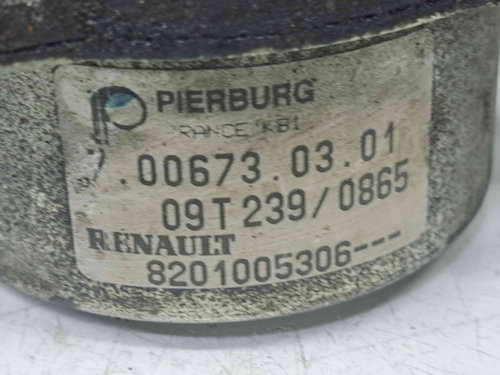 PIERBURG
RANCE KB1
.00673.03.01
09T239/0865
RENAULT
8201005306---